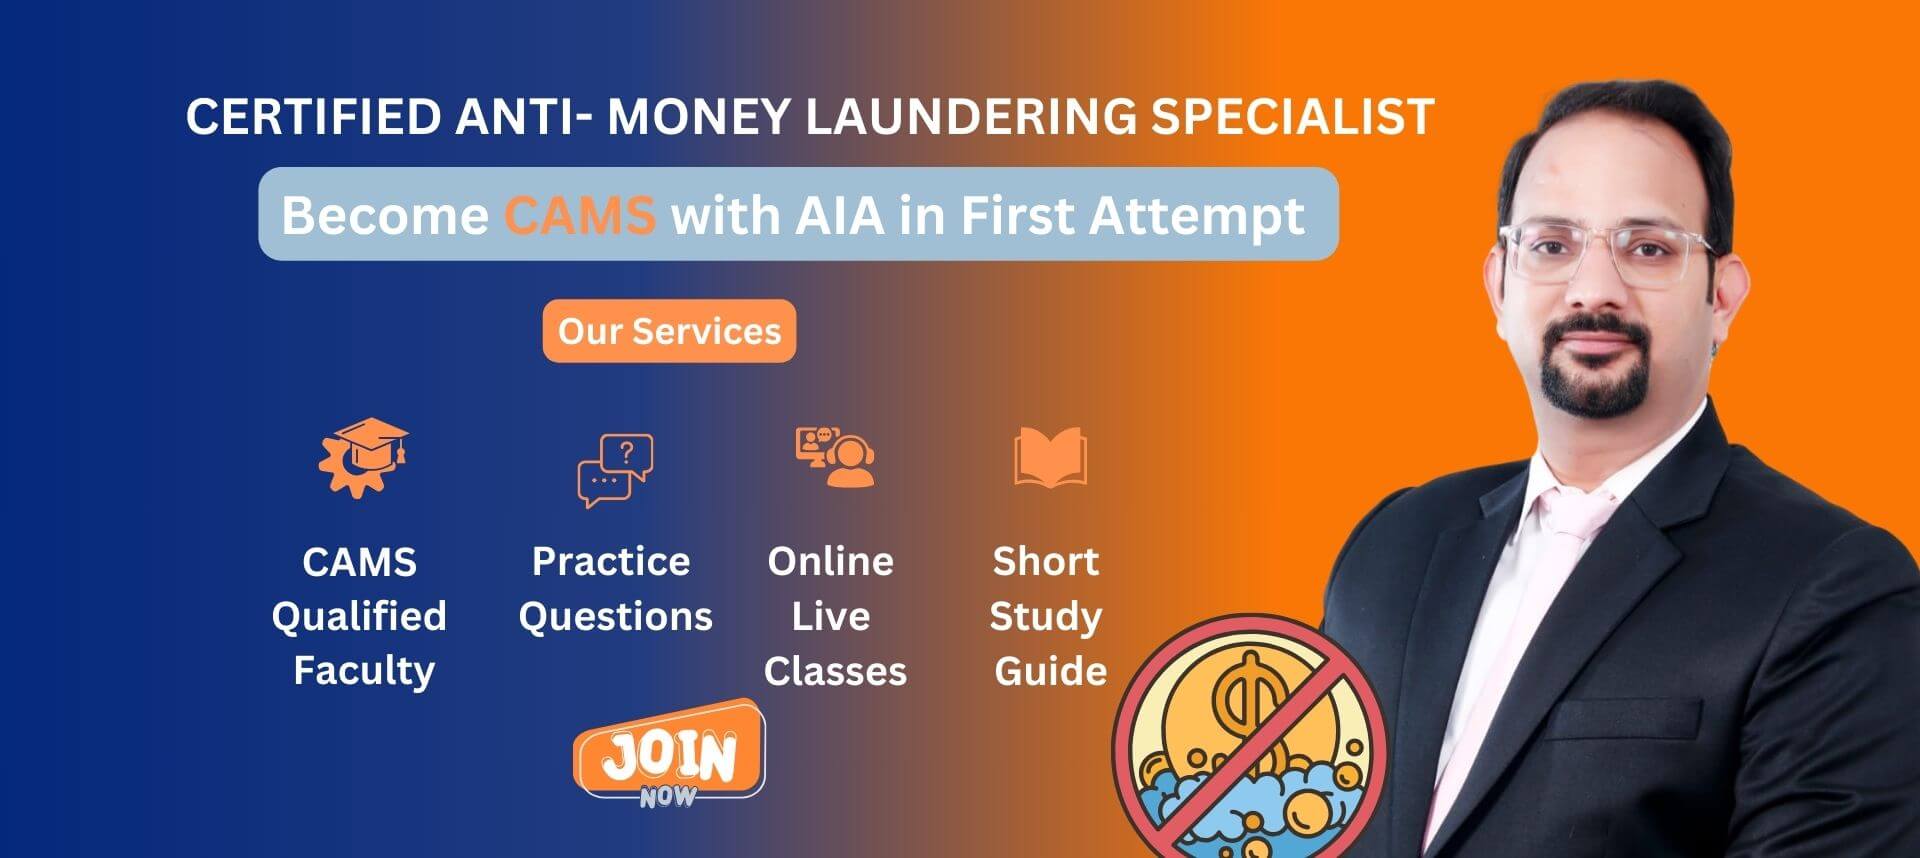 CERTIFIED ANTI- MONEY LAUNDERING SPECIALIST
Become CAMS with AIA in First Attempt
Our Services
CAMS
Qualified
Faculty
Practice
Questions
Online
Live
Classes
Short
Study
Guide
JOIN
NOW